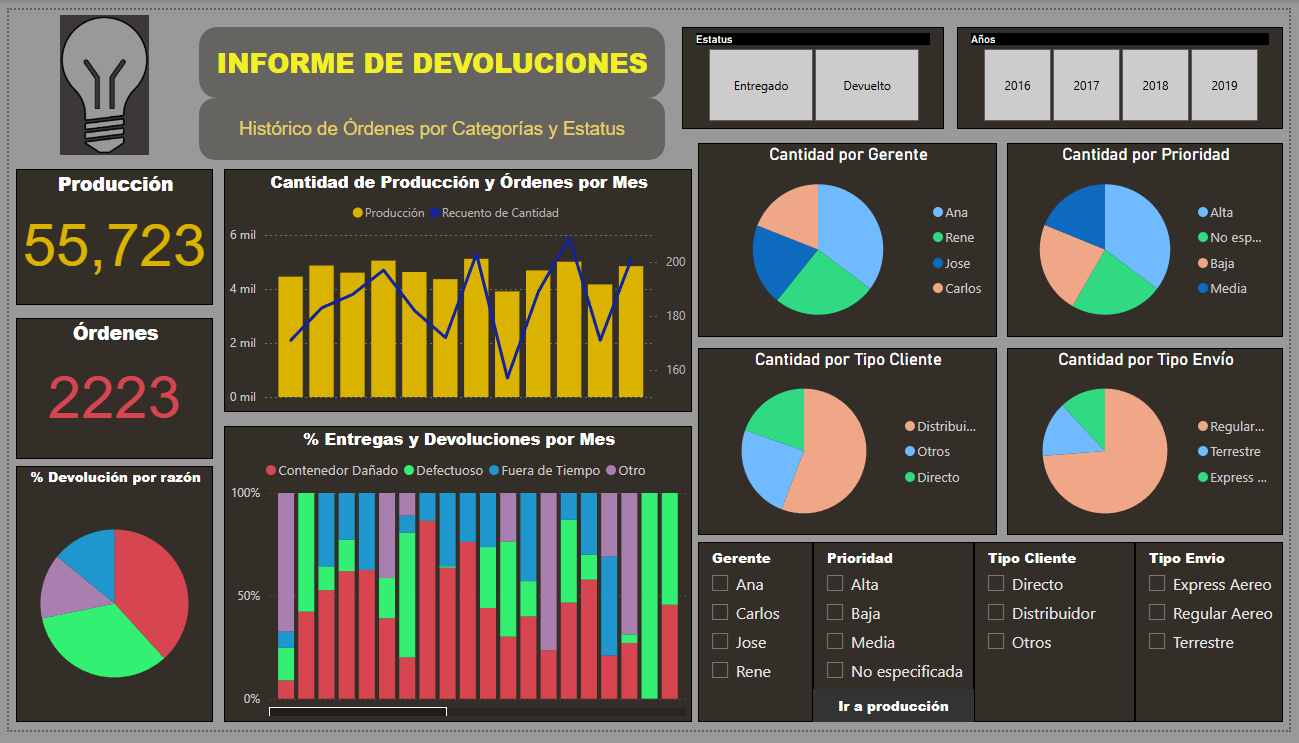 INFORME DE DEVOLUCIONES
Histórico de Órdenes por Categorías y Estatus
Estatus
Entregado
Devuelto
Años
2016
2017
2018
2019
Producción
55,723
Órdenes
2223
% Devolución por razón
Cantidad de Producción y Órdenes por Mes
Producción
Recuento de Cantidad
6 mil
4 mil
2 mil
0 mil
200
180
160
% Entregas y Devoluciones por Mes
Contenedor Dañado
Defectuoso
Fuera de Tiempo
Otro
100%
50%
0%
Cantidad por Gerente
Ana
Rene
Jose
Carlos
Cantidad por Prioridad
Alta
No esp...
Baja
Media
Cantidad por Tipo Cliente
Distribui...
Otros
Directo
Cantidad por Tipo Envío
Regular...
Terrestre
Express ...
Gerente
Ana
Carlos
Jose
Rene
Prioridad
Alta
Baja
Media
No especificada
Ir a producción
Tipo Cliente
Directo
Distribuidor
Otros
Tipo Envio
Express Aereo
Regular Aereo
Terrestre